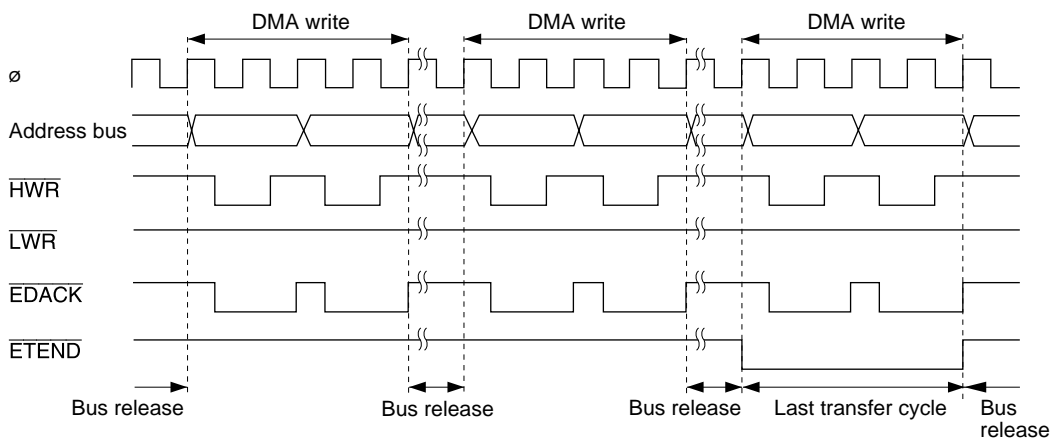 DMA write DMA write DMA write
ø
Address bus
HWR
LWR
EDACK
ETEND
Bus release Bus release Bus release Last transfer cycle Bus
release